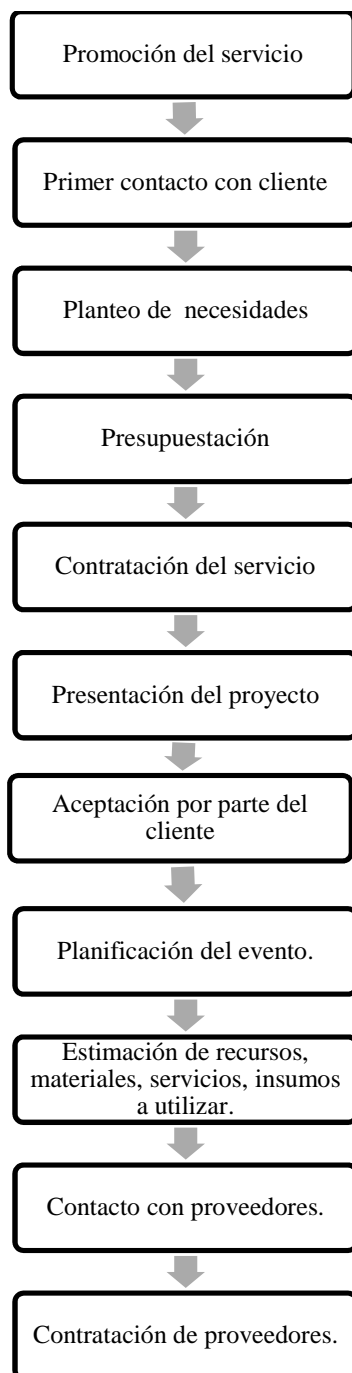 Promoción del servicio
Primer contacto con cliente
Planteo de necesidades
Presupuestación
Contratación del servicio
Presentación del proyecto
Aceptación por parte del
cliente
Planificación del evento.
Estimación de recursos,
materiales, servicios, insumos
a utilizar.
Contacto con proveedores.
Contratación de proveedores.